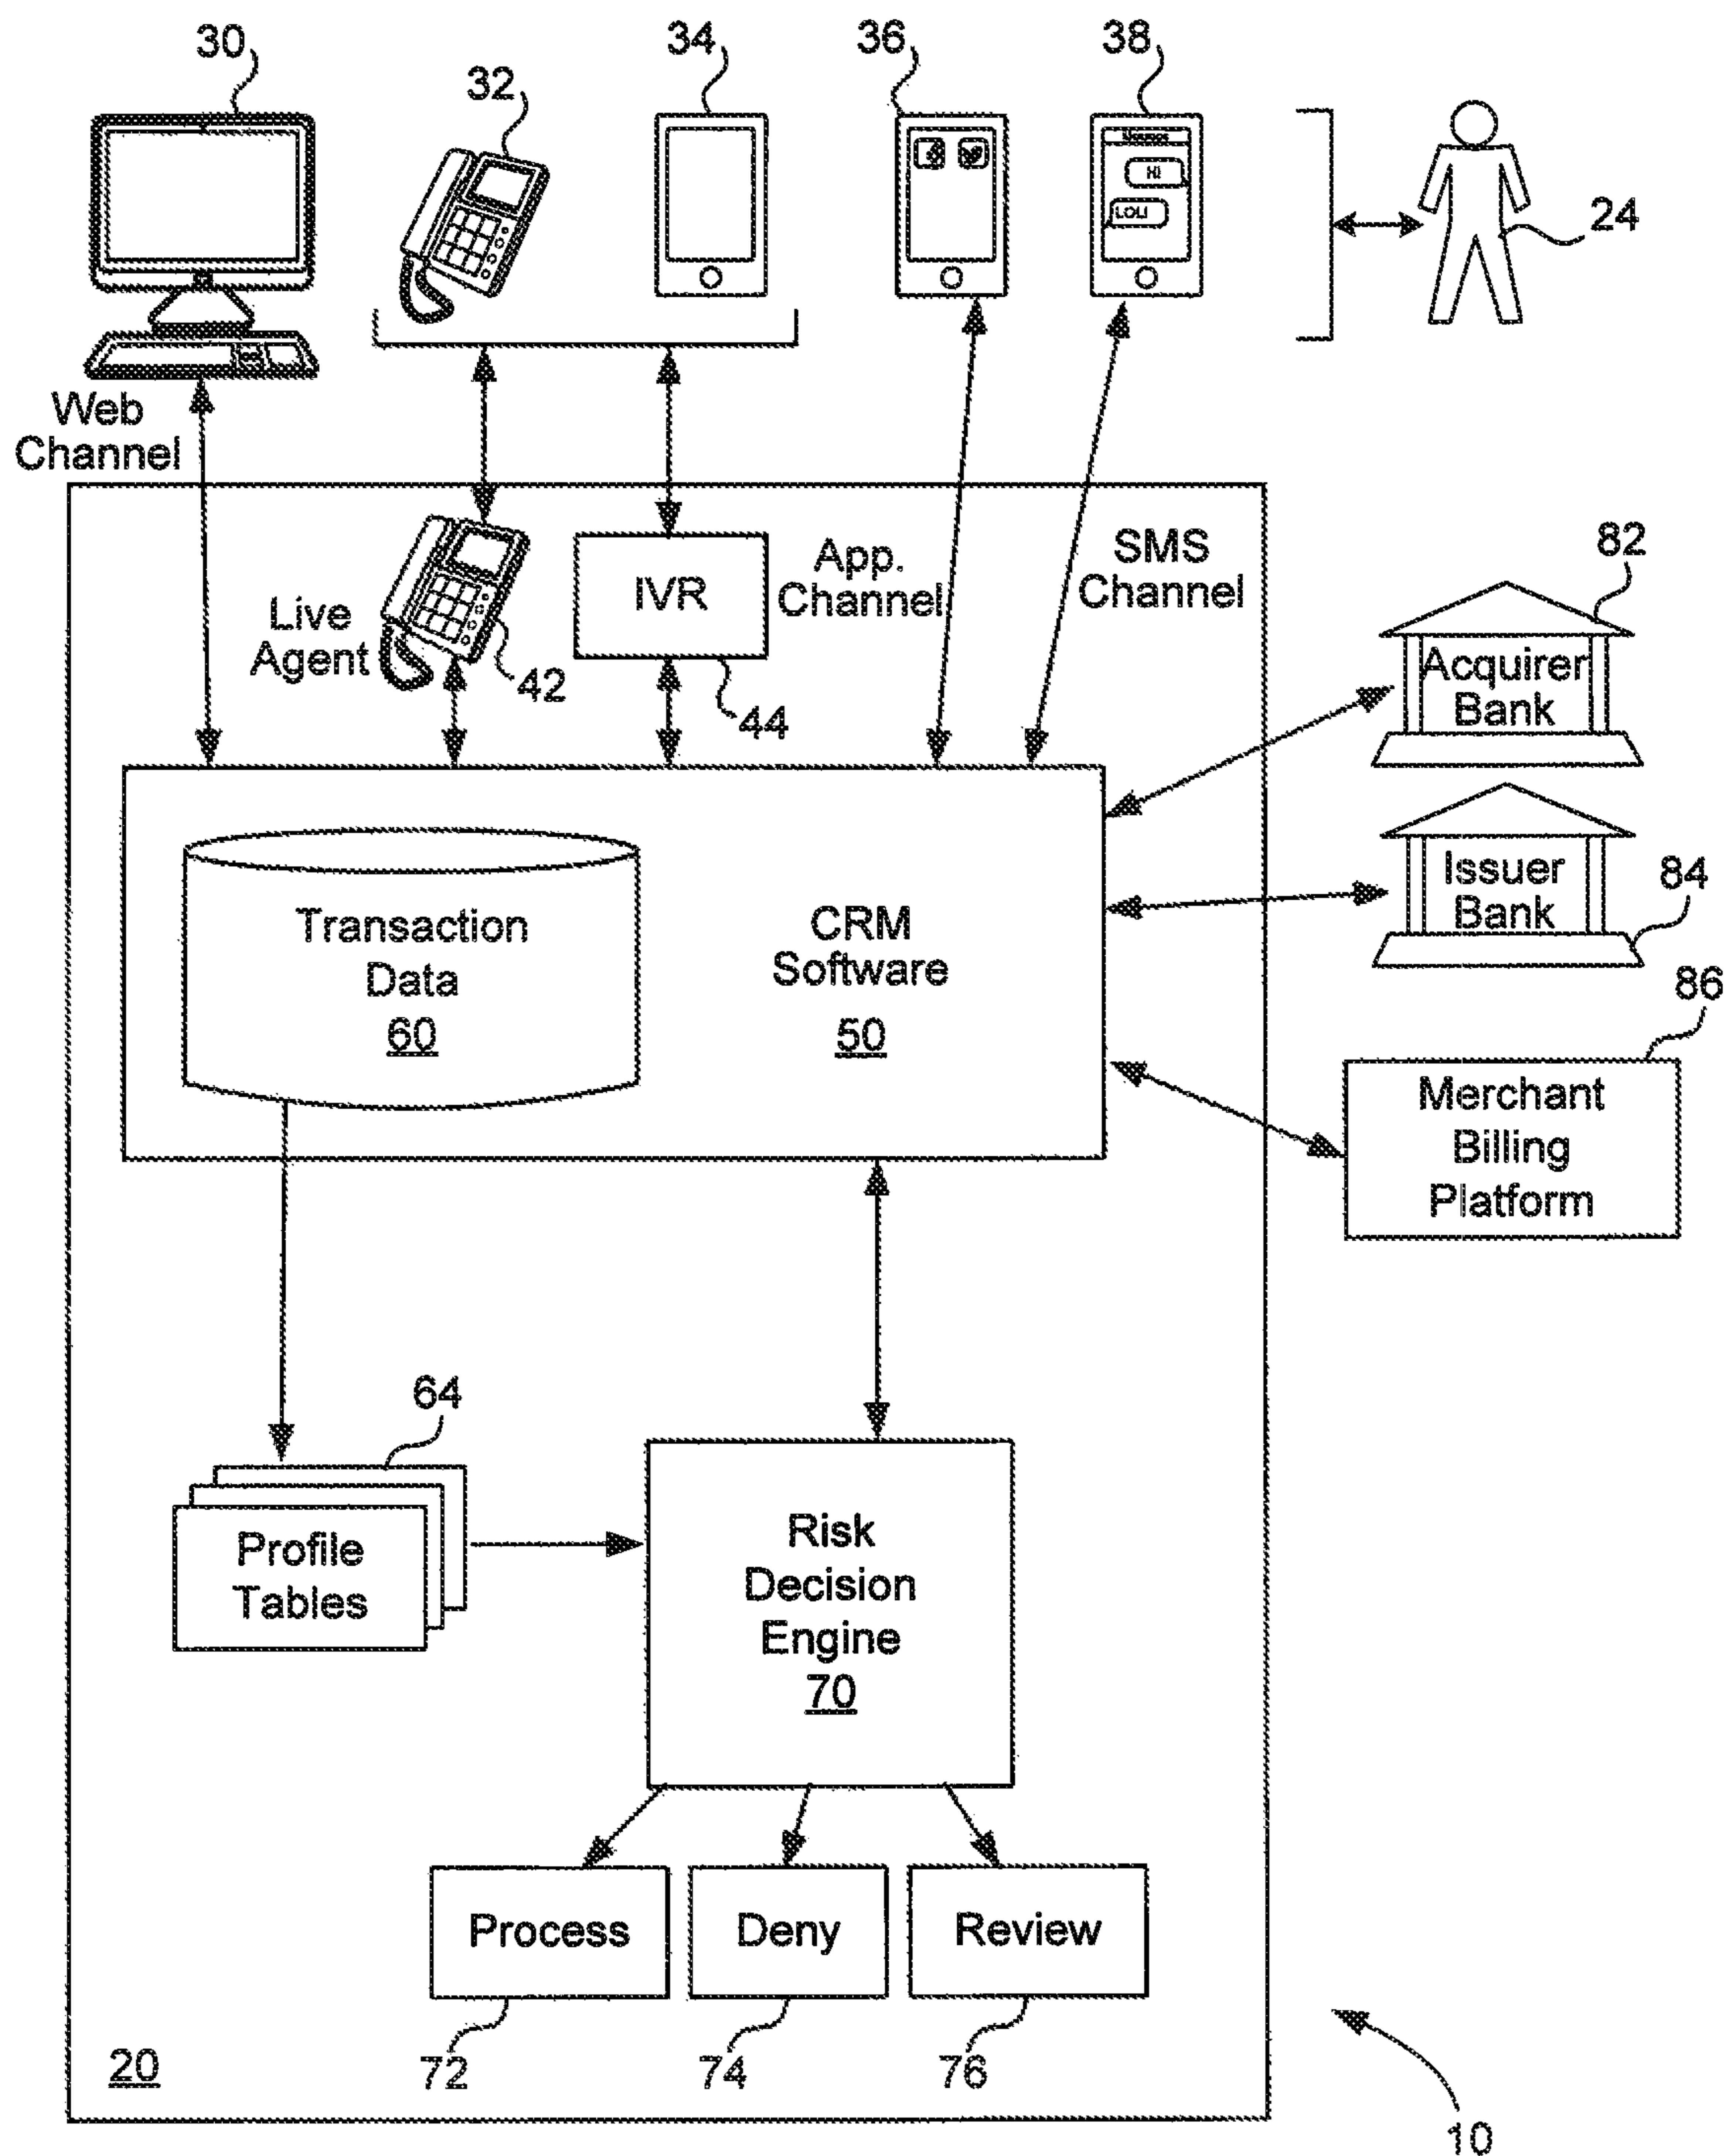 30
32
34
36
38
24
HI
LOL!
Web
Channel
Live
Agent
42
IVR
44
App.
Channel
SMS
Channel
82
Acquirer
Bank
Issuer
Bank
84
86
Merchant
Billing
Platform
Transaction
Data
60
CRM
Software
50
64
Profile
Tables
Risk
Decision
Engine
70
Process
Deny
Review
72
74
76
20
10